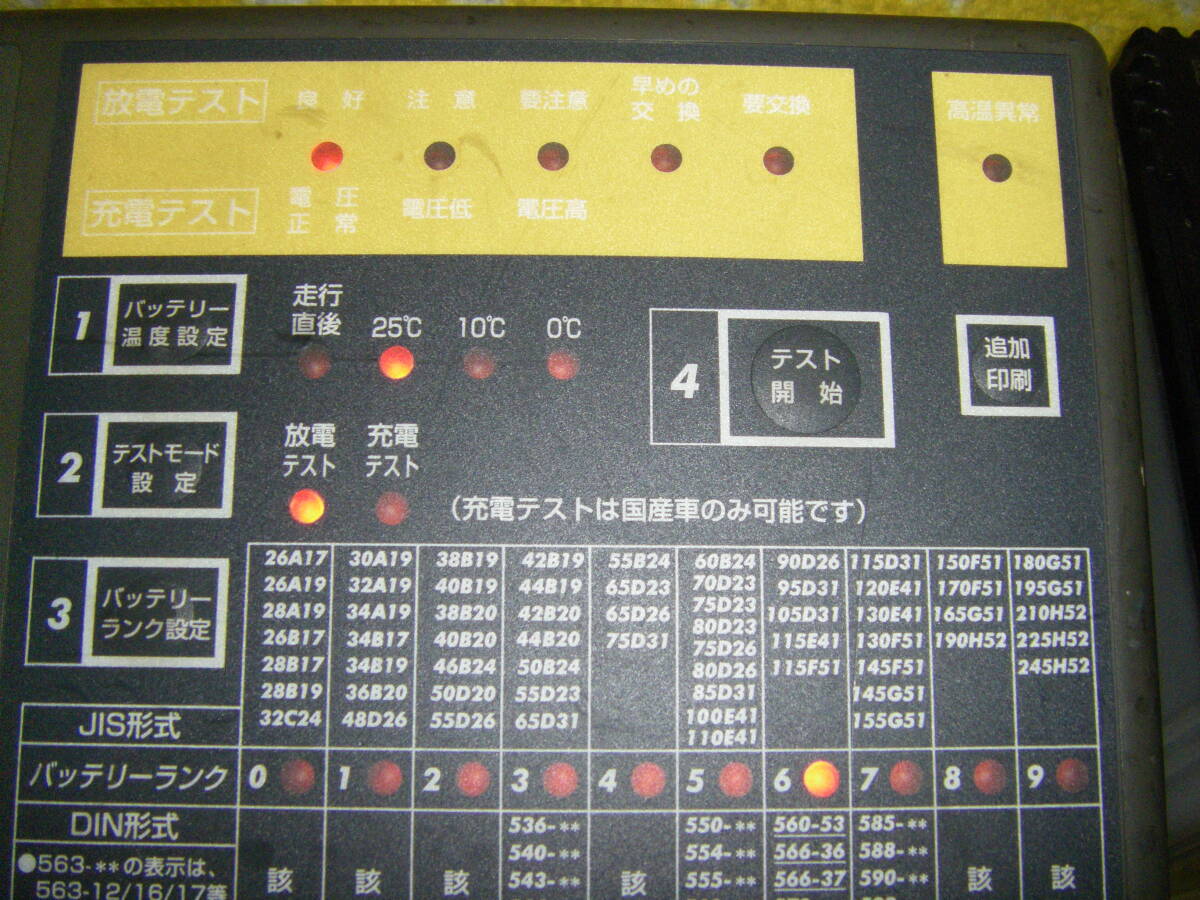 放電テスト 良 好 注 意 要注意 早めの 交 換 要交換
高温異常
充電テスト 電 圧 正 常 電圧低 電圧高
1 バッテリー 温度設定
走行 直後 25℃ 10℃ 0℃
4 テスト 開 始
追加 印刷
2 テストモード 設 定
放電 テスト 充電 テスト
(充電テストは国産車のみ可能です)
3 バッテリー ランク設定
26A17 30A19 38B19 42B19 55B24 60B24 90D26 115D31 150F51 180G51
26A19 32A19 40B19 44B19 65D23 70D23 95D31 120E41 170F51 195G51
28A19 34A19 38B20 42B20 65D26 75D23 105D31 130E41 165G51 210H52
26B17 34B17 40B20 44B20 75D31 80D23 115E41 130F51 190H52 225H52
28B17 34B19 46B24 50B24 75D26 115F51 145F51 245H52
28B19 36B20 50D20 55D23 80D26 145G51
32C24 48D26 55D26 65D31 85D31 155G51
100E41
110E41
JIS形式
バッテリーランク 0 1 2 3 4 5 6 7 8 9
DIN形式
536-** 550-** 560-53 585-**
540-** 554-** 566-36 588-**
543-** 555-** 566-37 590-**
該 該 該 該 該 該
●563-**の表示は、
563-12/16/17等